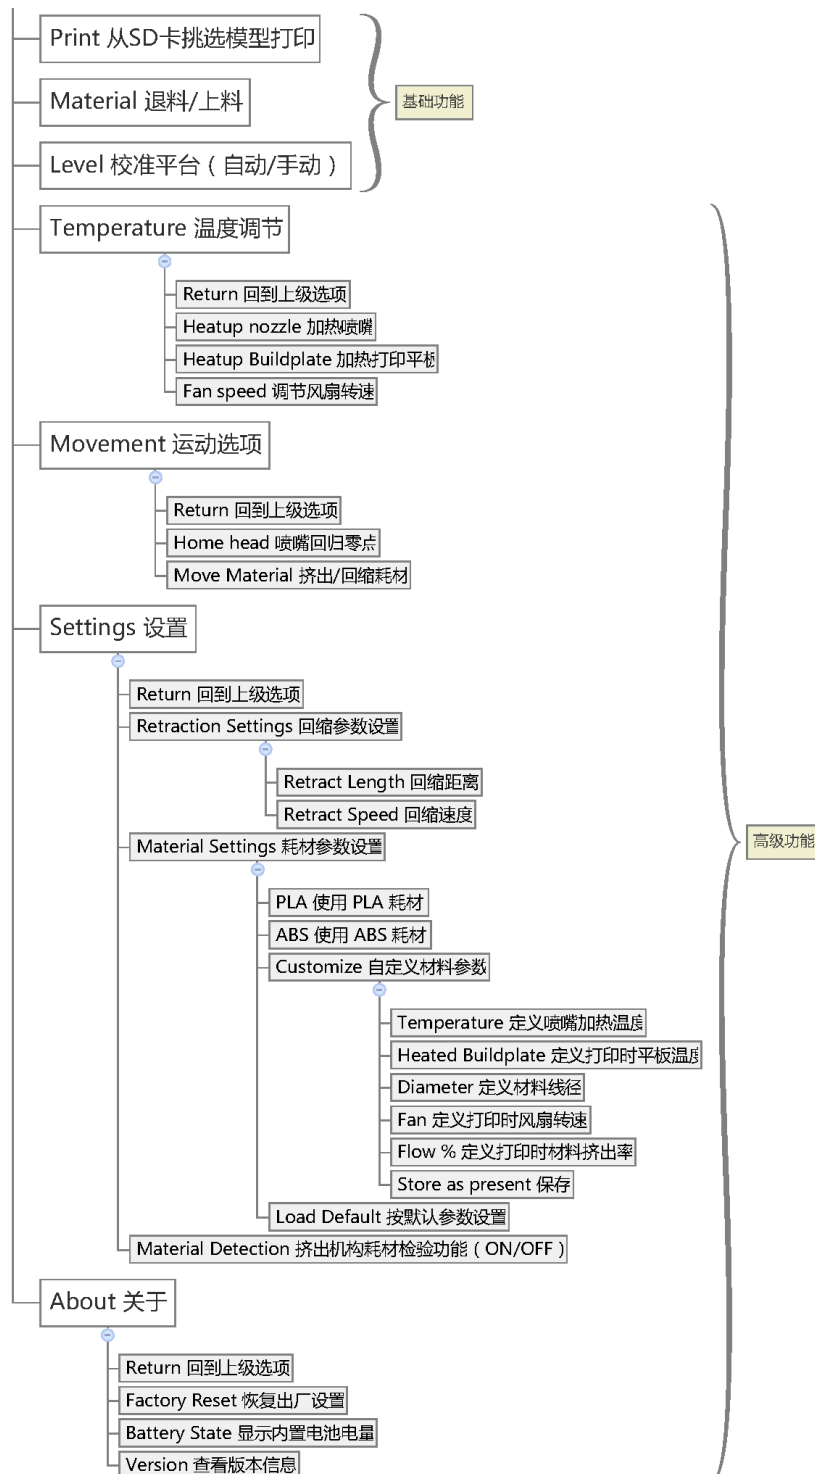 Print 从SD卡挑选模型打印
Material 退料/上料
基础功能
Level 校准平台（自动/手动）
Temperature 温度调节
Return 回到上级选项
Heatup nozzle 加热喷嘴
Heatup Buildplate 加热打印平板
Fan speed 调节风扇转速
Movement 运动选项
Return 回到上级选项
Home head 喷嘴回归零点
Move Material 挤出/回缩耗材
Settings 设置
Return 回到上级选项
Retraction Settings 回缩参数设置
Retract Length 回缩距离
Retract Speed 回缩速度
高级功能
Material Settings 耗材参数设置
PLA 使用 PLA 耗材
ABS 使用 ABS 耗材
Customize 自定义材料参数
Temperature 定义喷嘴加热温度
Heated Buildplate 定义打印时平板温度
Diameter 定义材料线径
Fan 定义打印时风扇转速
Flow % 定义打印时材料挤出率
Store as present 保存
Load Default 按默认参数设置
Material Detection 挤出机构耗材检验功能（ON/OFF）
About 关于
Return 回到上级选项
Factory Reset 恢复出厂设置
Battery State 显示内置电池电量
Version 查看版本信息